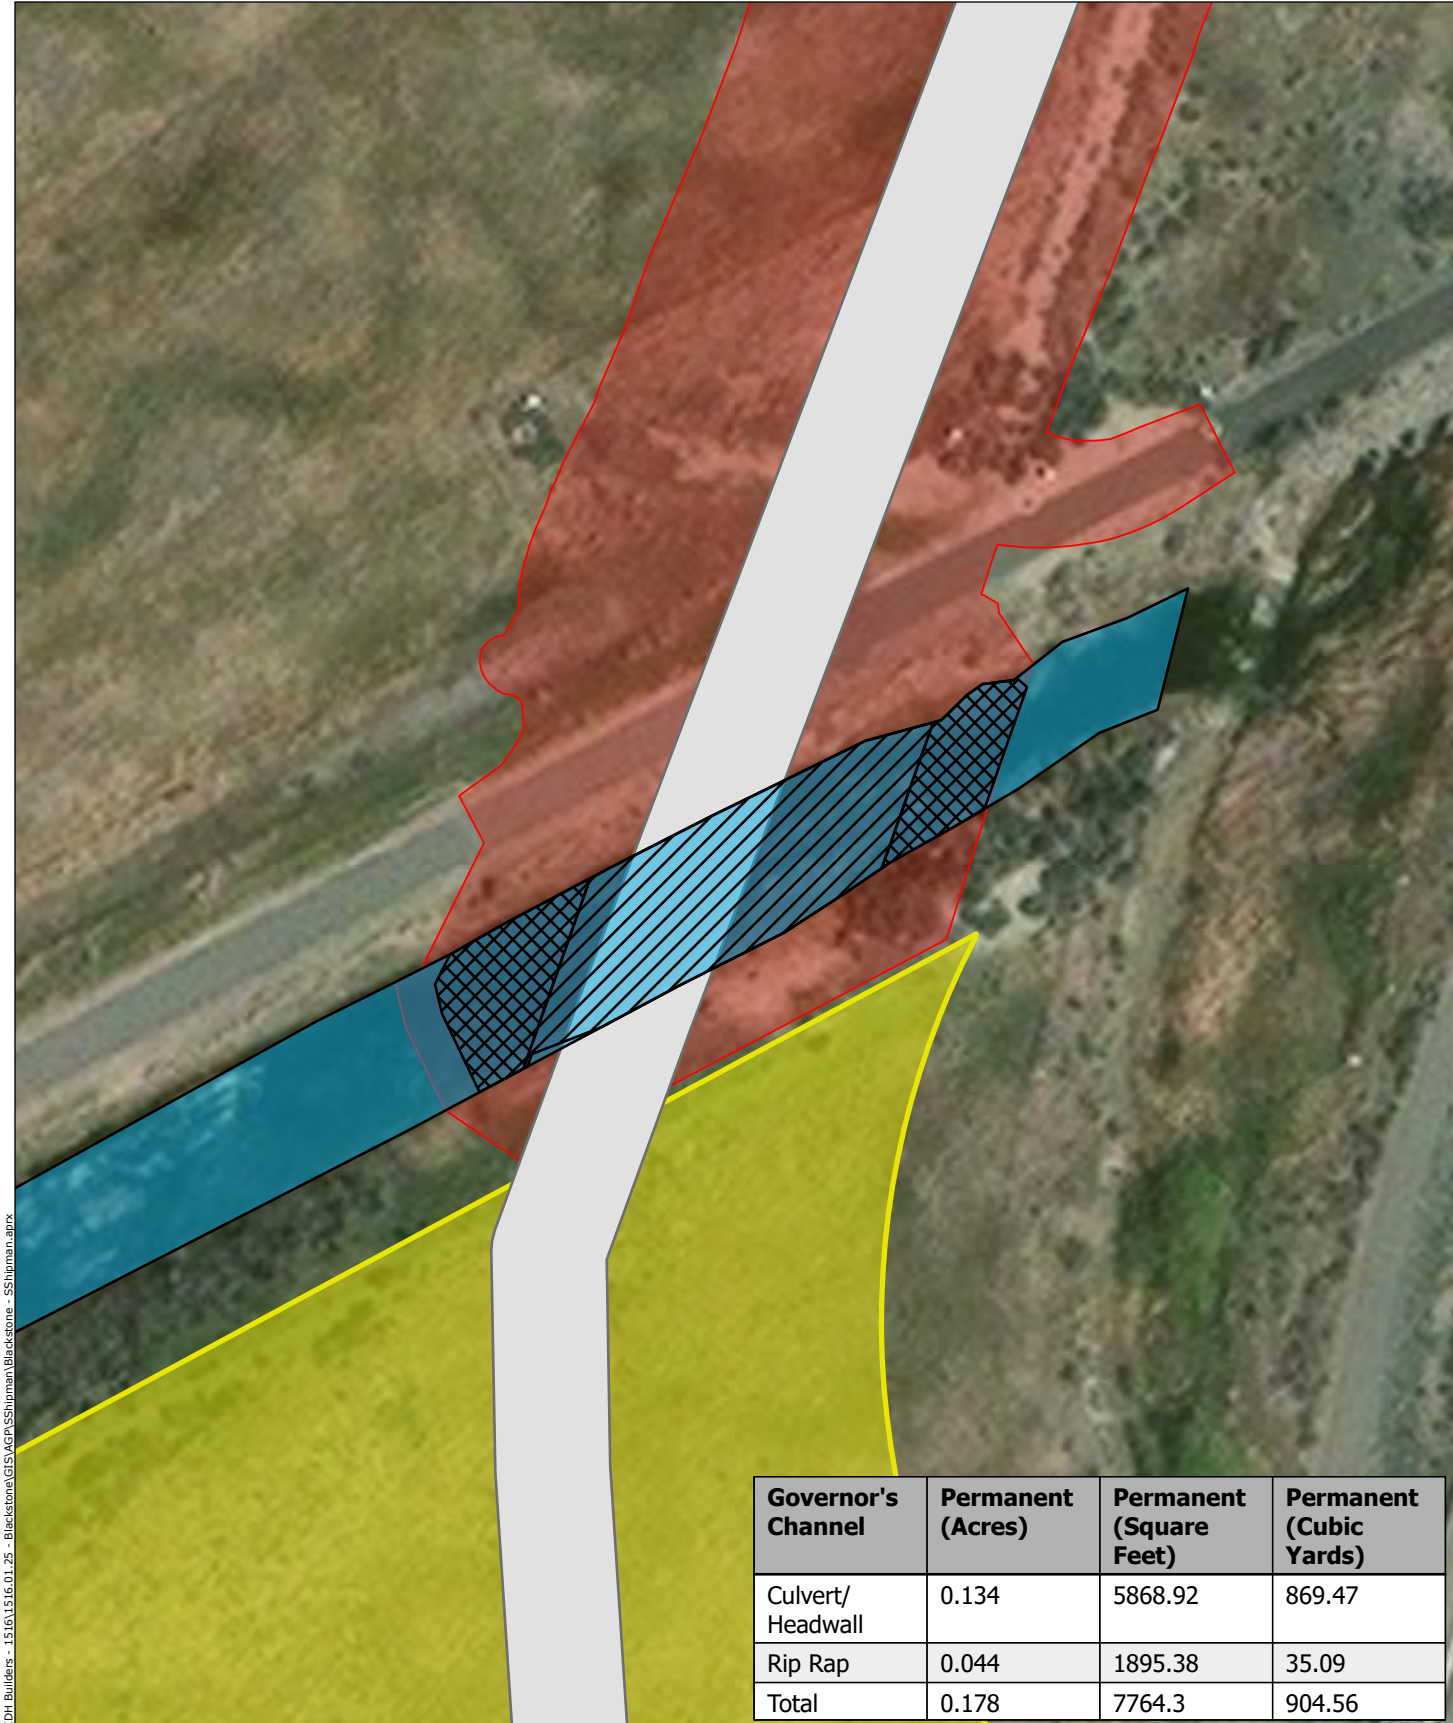 DH Builders - 1516\1516.01.25 - Blackstone\GIS\AGP\SShipman\Blackstone - SShipman.aprx
Governor's Channel
Permanent (Acres)
Permanent (Square Feet)
Permanent (Cubic Yards)
Culvert/ Headwall
0.134
5868.92
869.47
Rip Rap
0.044
1895.38
35.09
Total
0.178
7764.3
904.56